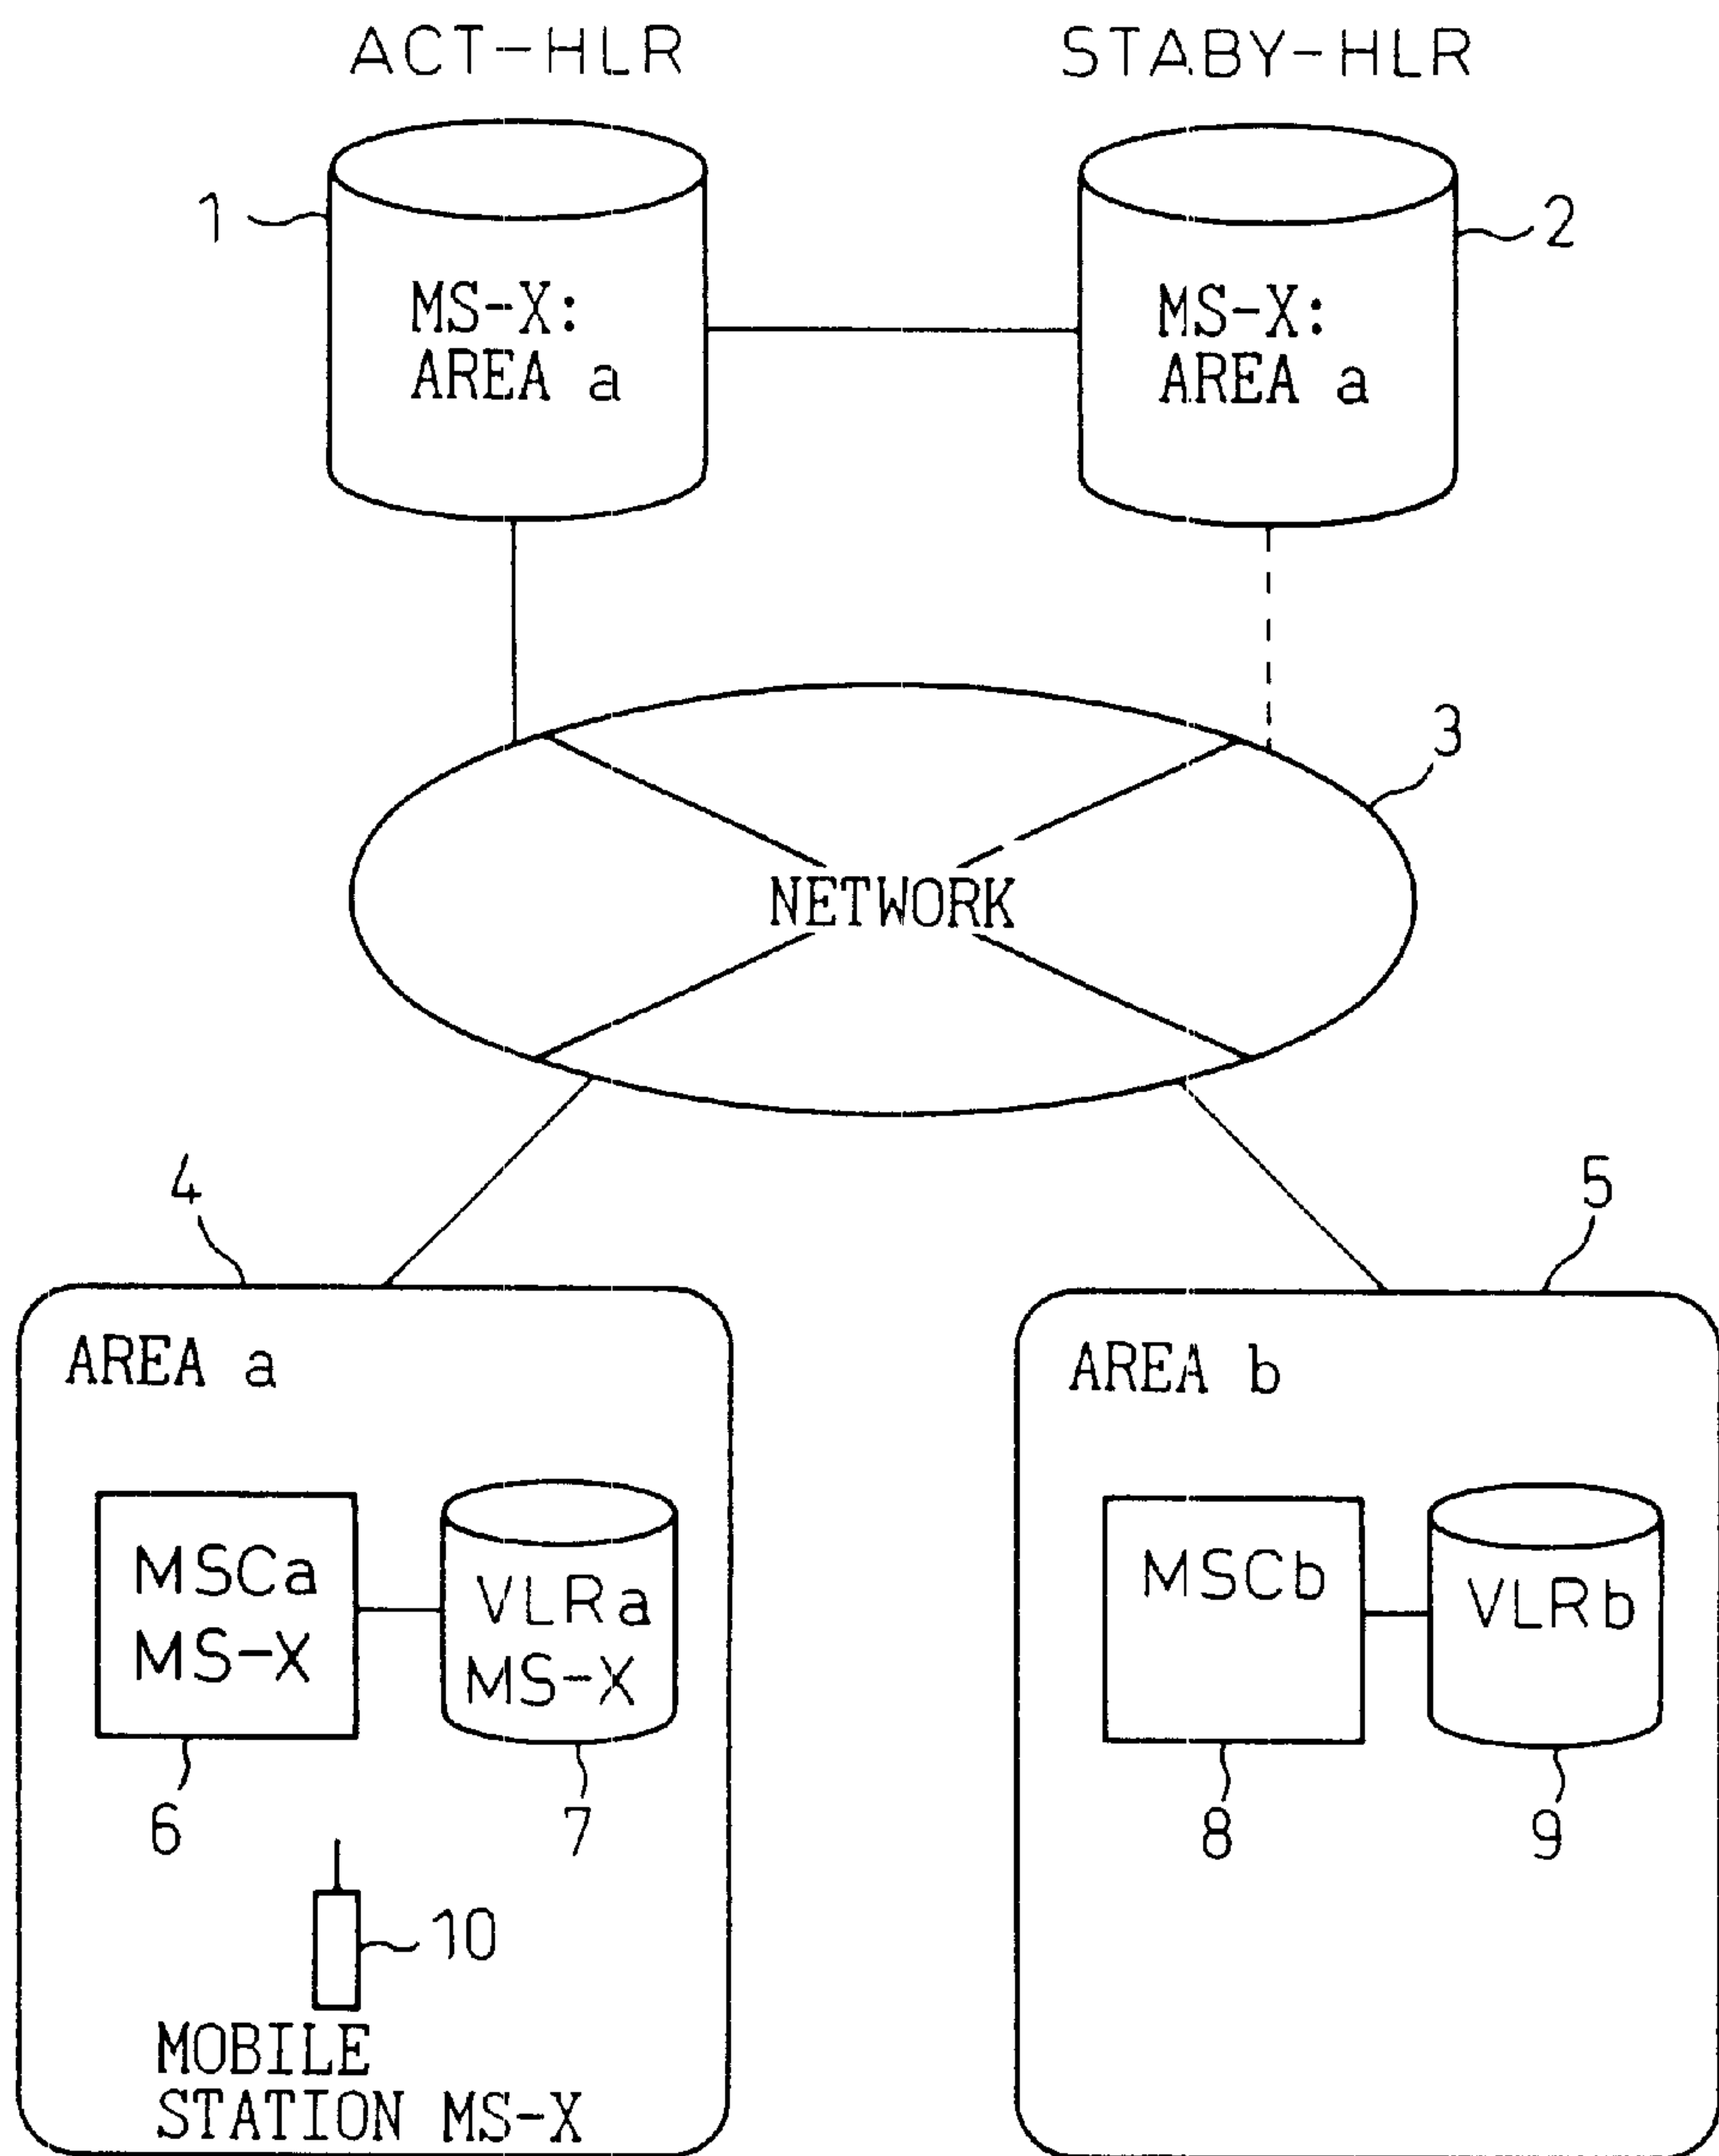 ACT-HLR
STABY-HLR
1
2
MS-X:
AREA a
MS-X:
AREA a
3
NETWORK
4
5
AREA a
AREA b
MSCa
MS-X
VLRa
MS-X
MSCb
VLRb
6
7
8
9
10
MOBILE
STATION MS-X